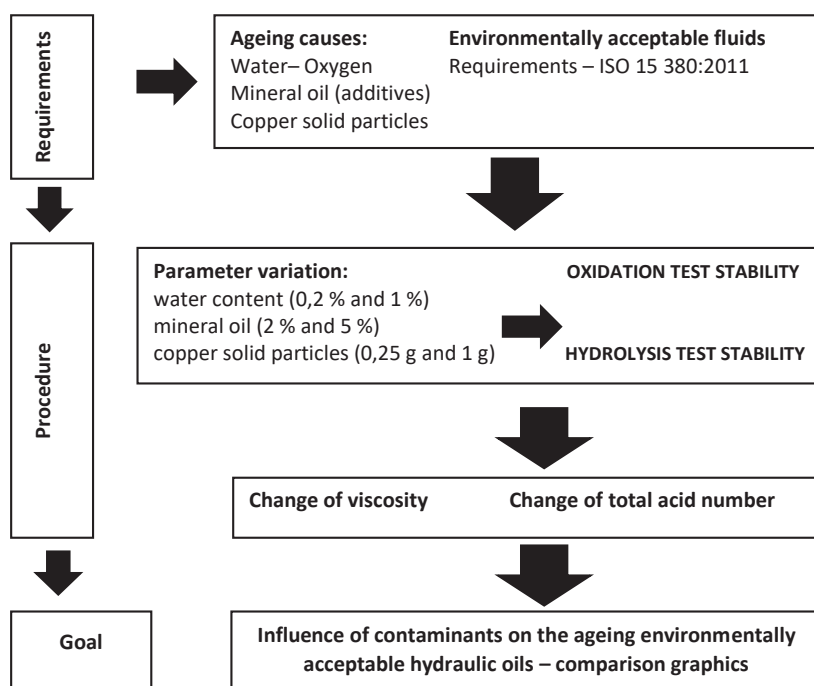 Requirements
Ageing causes:
Water– Oxygen
Mineral oil (additives)
Copper solid particles
Environmentally acceptable fluids
Requirements – ISO 15 380:2011
Procedure
Parameter variation:
water content (0,2 % and 1 %)
mineral oil (2 % and 5 %)
copper solid particles (0,25 g and 1 g)
OXIDATION TEST STABILITY
HYDROLYSIS TEST STABILITY
Change of viscosity
Change of total acid number
Goal
Influence of contaminants on the ageing environmentally
acceptable hydraulic oils – comparison graphics